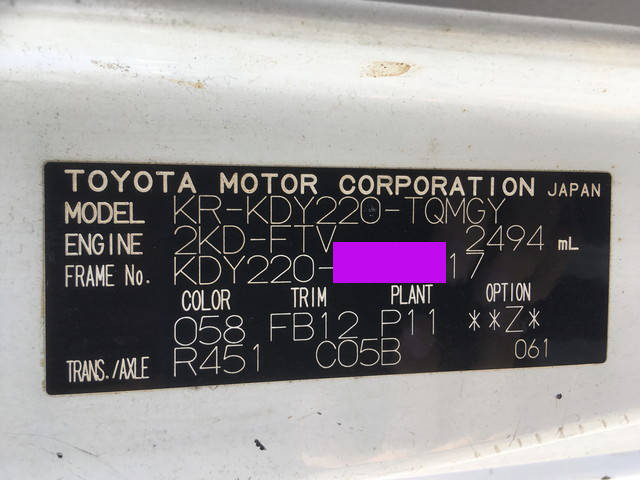 TOYOTA MOTOR CORPORATION JAPAN
MODEL KR-KDY220-TQMGY
ENGINE 2KD-FTV 2494 mL
FRAME No. KDY220- 17
COLOR TRIM PLANT OPTION
058 FB12 P11 **Z*
TRANS./AXLE R451 C05B 061